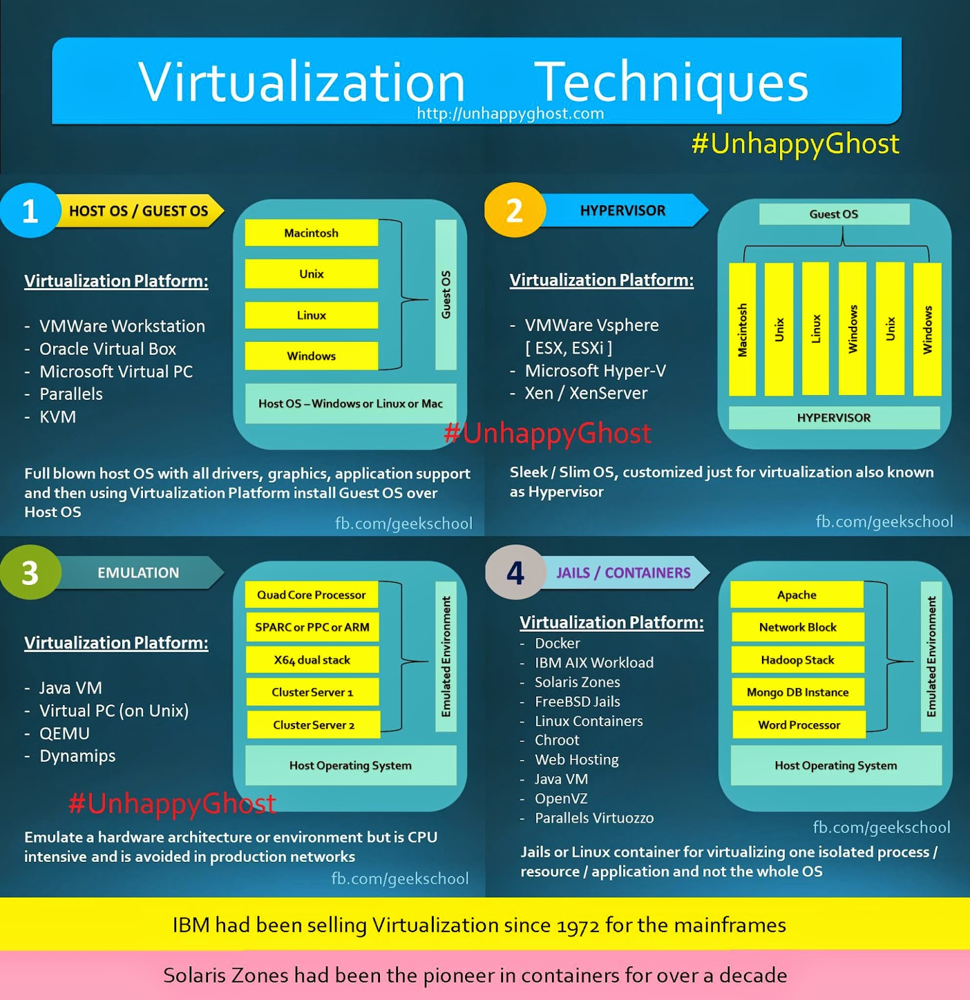 Virtualization Techniques
http://unhappyghost.com
#UnhappyGhost
1
HOST OS / GUEST OS
Virtualization Platform:
- VMWare Workstation
- Oracle Virtual Box
- Microsoft Virtual PC
- Parallels
- KVM
Macintosh
Unix
Linux
Windows
Guest OS
Host OS – Windows or Linux or Mac
Full blown host OS with all drivers, graphics, application support
and then using Virtualization Platform install Guest OS over
Host OS
fb.com/geekschool
2
HYPERVISOR
Virtualization Platform:
- VMWare Vsphere
[ ESX, ESXi ]
- Microsoft Hyper-V
- Xen / XenServer
Guest OS
Macintosh
Unix
Linux
Windows
Unix
Windows
HYPERVISOR
#UnhappyGhost
Sleek / Slim OS, customized just for virtualization also known
as Hypervisor
fb.com/geekschool
3
EMULATION
Virtualization Platform:
- Java VM
- Virtual PC (on Unix)
- QEMU
- Dynamips
Quad Core Processor
SPARC or PPC or ARM
X64 dual stack
Cluster Server 1
Cluster Server 2
Emulated Environment
Host Operating System
#UnhappyGhost
Emulate a hardware architecture or environment but is CPU
intensive and is avoided in production networks
fb.com/geekschool
4
JAILS / CONTAINERS
Virtualization Platform:
- Docker
- IBM AIX Workload
- Solaris Zones
- FreeBSD Jails
- Linux Containers
- Chroot
- Web Hosting
- Java VM
- OpenVZ
- Parallels Virtuozzo
Apache
Network Block
Hadoop Stack
Mongo DB Instance
Word Processor
Emulated Environment
Host Operating System
fb.com/geekschool
Jails or Linux container for virtualizing one isolated process /
resource / application and not the whole OS
IBM had been selling Virtualization since 1972 for the mainframes
Solaris Zones had been the pioneer in containers for over a decade